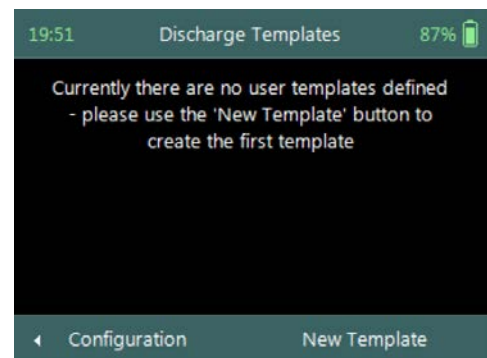 19:51 Discharge Templates 87%
Currently there are no user templates defined
- please use the 'New Template' button to
create the first template
Configuration New Template